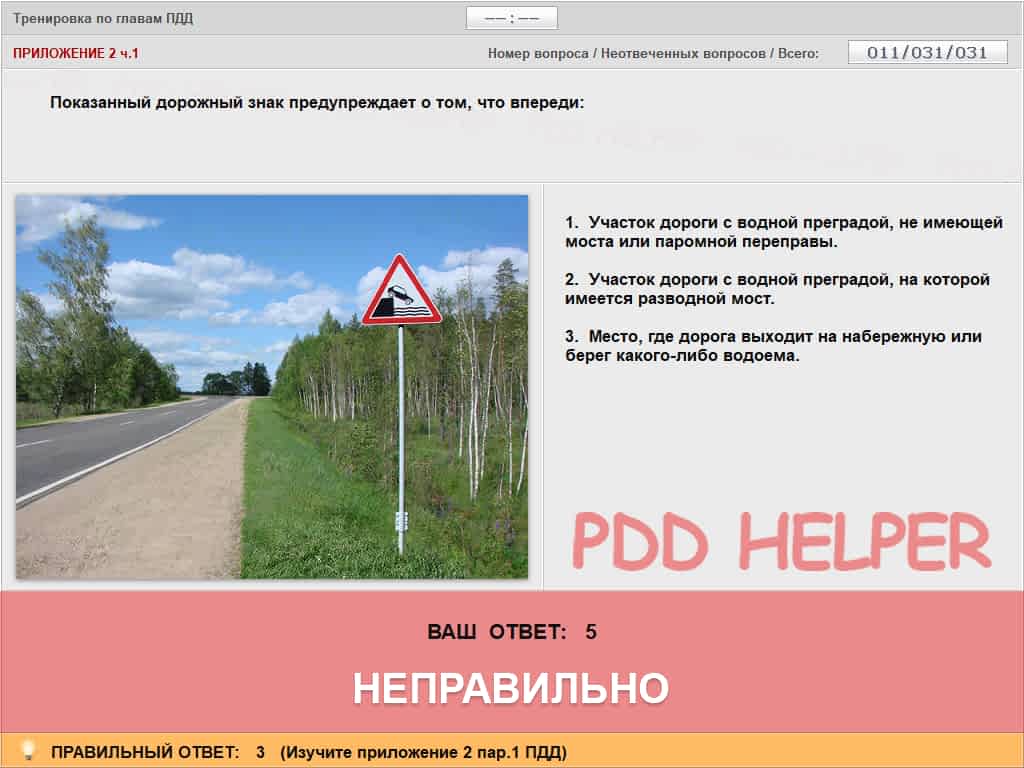 Тренировка по главам ПДД
—— : ——
ПРИЛОЖЕНИЕ 2 ч.1
Номер вопроса / Неотвеченных вопросов / Всего:
011/031/031
Показанный дорожный знак предупреждает о том, что впереди:
1. Участок дороги с водной преградой, не имеющей
моста или паромной переправы.
2. Участок дороги с водной преградой, на которой
имеется разводной мост.
3. Место, где дорога выходит на набережную или
берег какого-либо водоема.
PDD HELPER
ВАШ ОТВЕТ: 5
НЕПРАВИЛЬНО
ПРАВИЛЬНЫЙ ОТВЕТ: 3 (Изучите приложение 2 пар.1 ПДД)